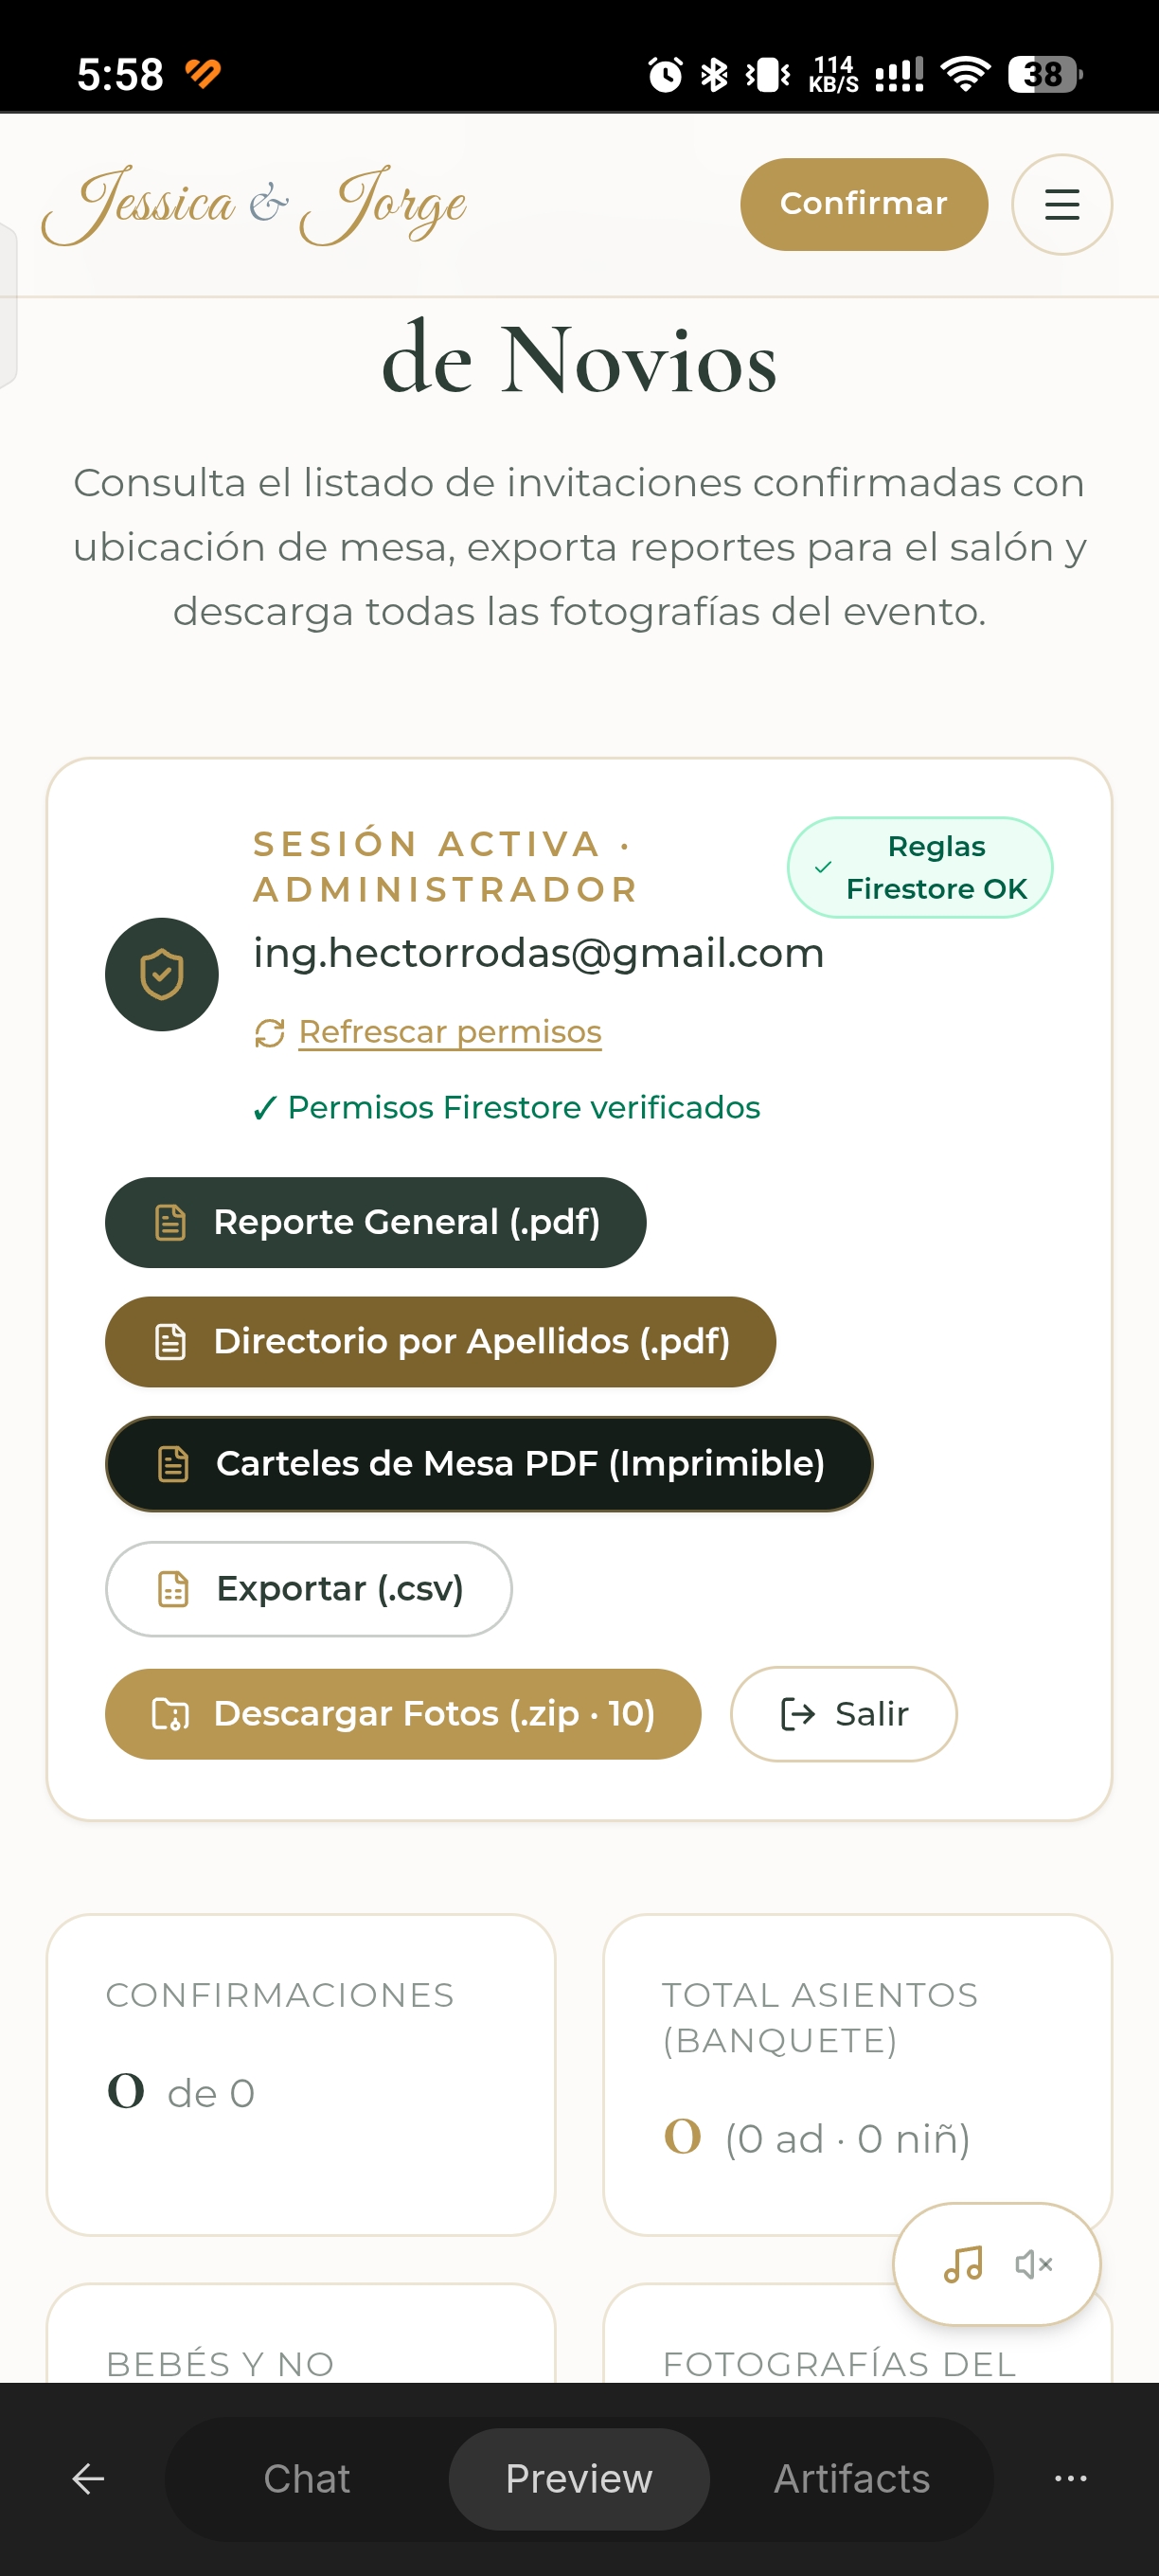 5:58
114
KB/S
38
Jessica & Jorge
Confirmar
de Novios
Consulta el listado de invitaciones confirmadas con
ubicación de mesa, exporta reportes para el salón y
descarga todas las fotografías del evento.
SESIÓN ACTIVA ·
ADMINISTRADOR
Reglas
Firestore OK
ing.hectorrodas@gmail.com
Refrescar permisos
✓ Permisos Firestore verificados
Reporte General (.pdf)
Directorio por Apellidos (.pdf)
Carteles de Mesa PDF (Imprimible)
Exportar (.csv)
Descargar Fotos (.zip · 10)
Salir
CONFIRMACIONES
0 de 0
TOTAL ASIENTOS
(BANQUETE)
0 (0 ad · 0 niñ)
BEBÉS Y NO
FOTOGRAFÍAS DEL
Chat
Preview
Artifacts